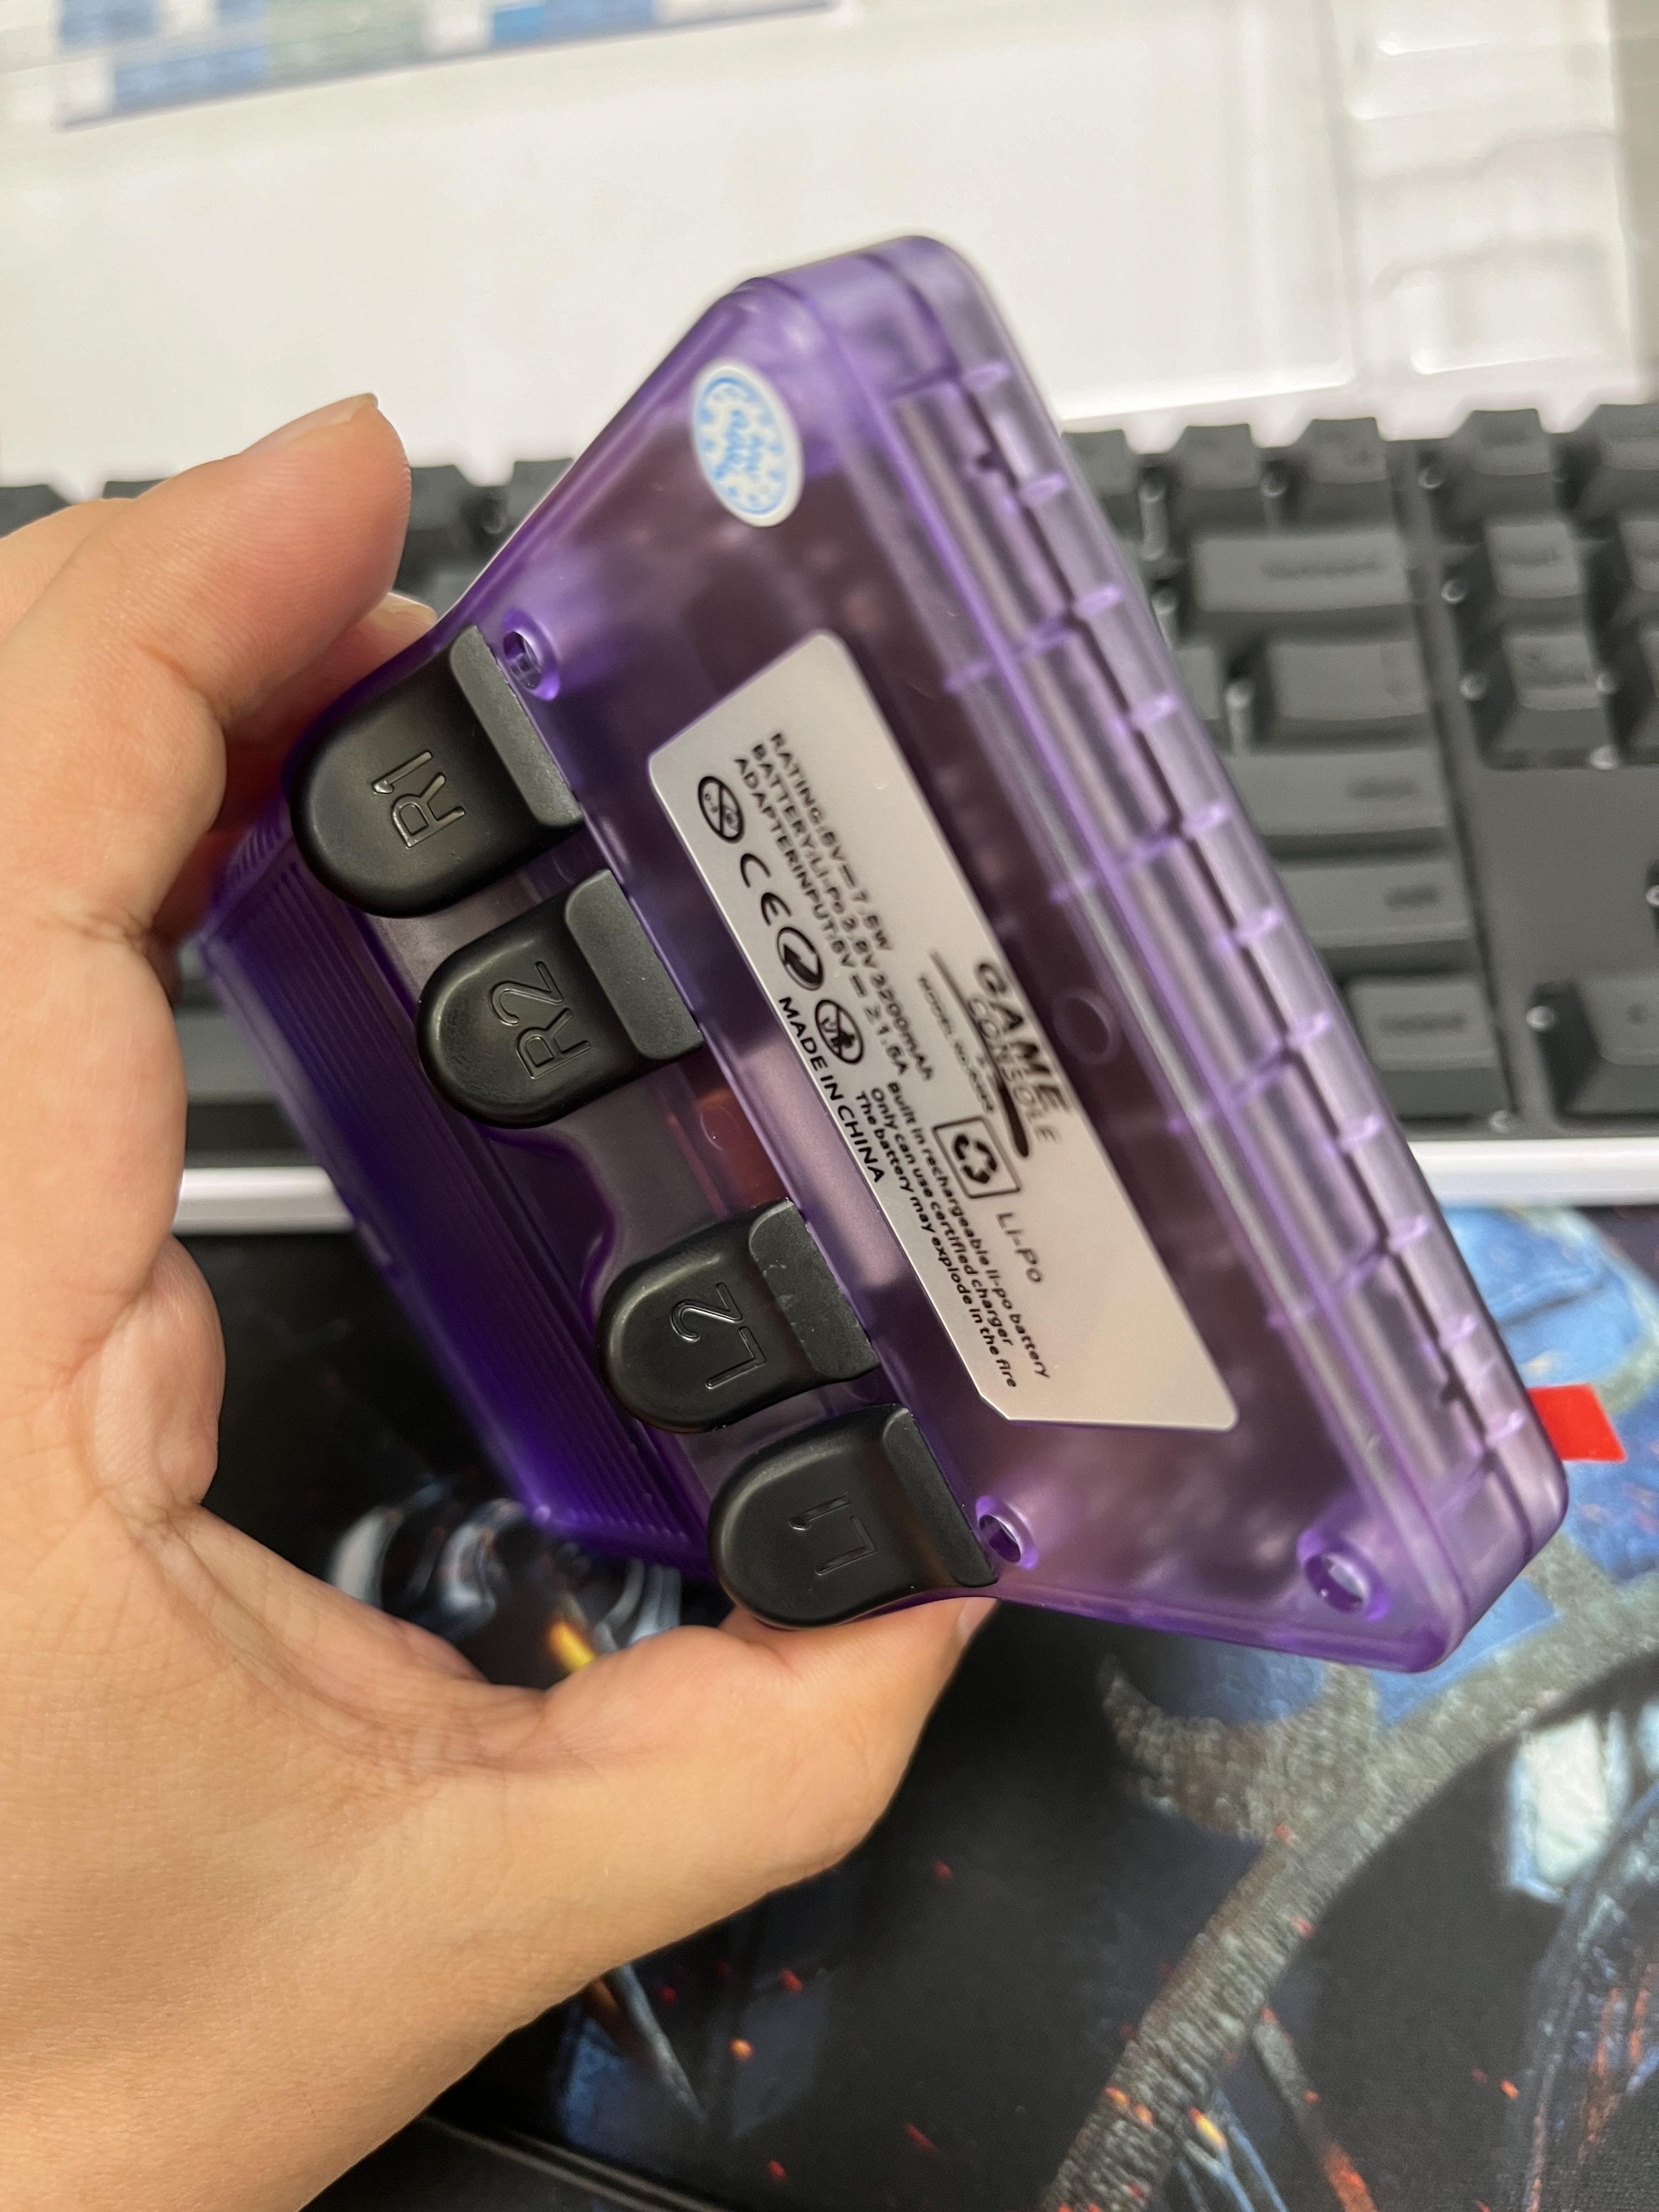 R1
R2
L2
L1
GAME
CONSOLE
Li-Po
RATING:5V⎓7.5W
BATTERY:Li-Po 3.8V 3200mAh
ADAPTERINPUT:5V⎓≥1.5A
Built in rechargeable li-po battery
Only can use certified charger
The battery may explode in the fire
CE
MADE IN CHINA